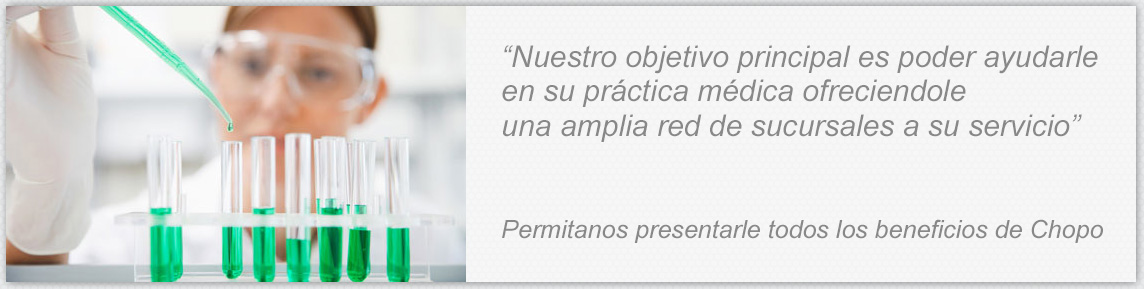 “Nuestro objetivo principal es poder ayudarle
en su práctica médica ofreciendole
una amplia red de sucursales a su servicio”
Permitanos presentarle todos los beneficios de Chopo